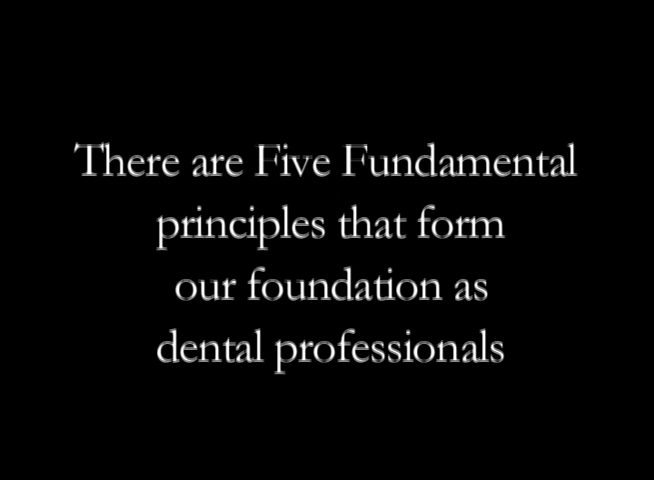 There are Five Fundamental
principles that form
our foundation as
dental professionals